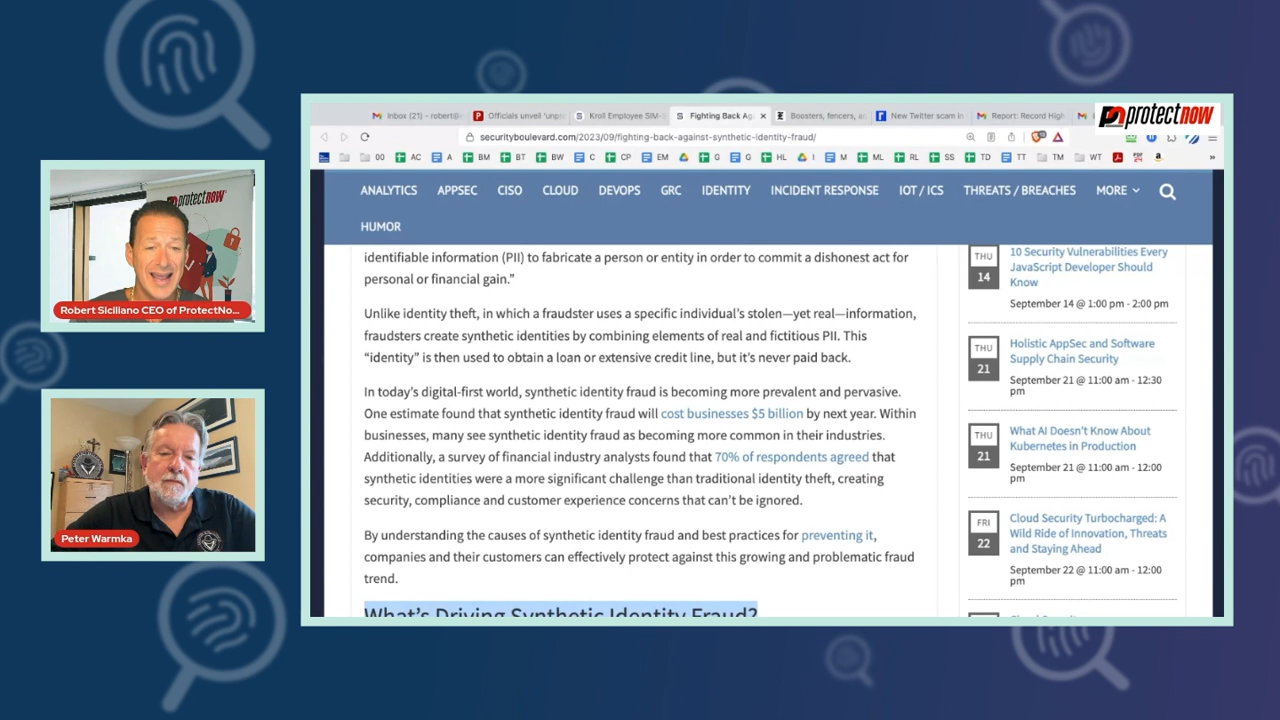 protectnow
Robert Siciliano CEO of ProtectNo...
Peter Warmka
Inbox (21) - robert@
Officials unveil 'unpr
Kroll Employee SIM-
Fighting Back Ag
Boosters, fencers, a
New Twitter scam in
Report: Record High
protectnow
securityboulevard.com/2023/09/fighting-back-against-synthetic-identity-fraud/
00 AC A BM BT BW C CP EM G G HL I M ML RL SS TD TT TM WT »
ANALYTICS APPSEC CISO CLOUD DEVOPS GRC IDENTITY INCIDENT RESPONSE IOT / ICS THREATS / BREACHES MORE
HUMOR
identifiable information (PII) to fabricate a person or entity in order to commit a dishonest act for
personal or financial gain."
Unlike identity theft, in which a fraudster uses a specific individual's stolen—yet real—information,
fraudsters create synthetic identities by combining elements of real and fictitious PII. This
"identity" is then used to obtain a loan or extensive credit line, but it's never paid back.
In today's digital-first world, synthetic identity fraud is becoming more prevalent and pervasive.
One estimate found that synthetic identity fraud will cost businesses $5 billion by next year. Within
businesses, many see synthetic identity fraud as becoming more common in their industries.
Additionally, a survey of financial industry analysts found that 70% of respondents agreed that
synthetic identities were a more significant challenge than traditional identity theft, creating
security, compliance and customer experience concerns that can't be ignored.
By understanding the causes of synthetic identity fraud and best practices for preventing it,
companies and their customers can effectively protect against this growing and problematic fraud
trend.
What's Driving Synthetic Identity Fraud?
THU
14
10 Security Vulnerabilities Every
JavaScript Developer Should
Know
September 14 @ 1:00 pm - 2:00 pm
THU
21
Holistic AppSec and Software
Supply Chain Security
September 21 @ 11:00 am - 12:30
pm
THU
21
What AI Doesn't Know About
Kubernetes in Production
September 21 @ 11:00 am - 12:00
pm
FRI
22
Cloud Security Turbocharged: A
Wild Ride of Innovation, Threats
and Staying Ahead
September 22 @ 11:00 am - 12:00
pm